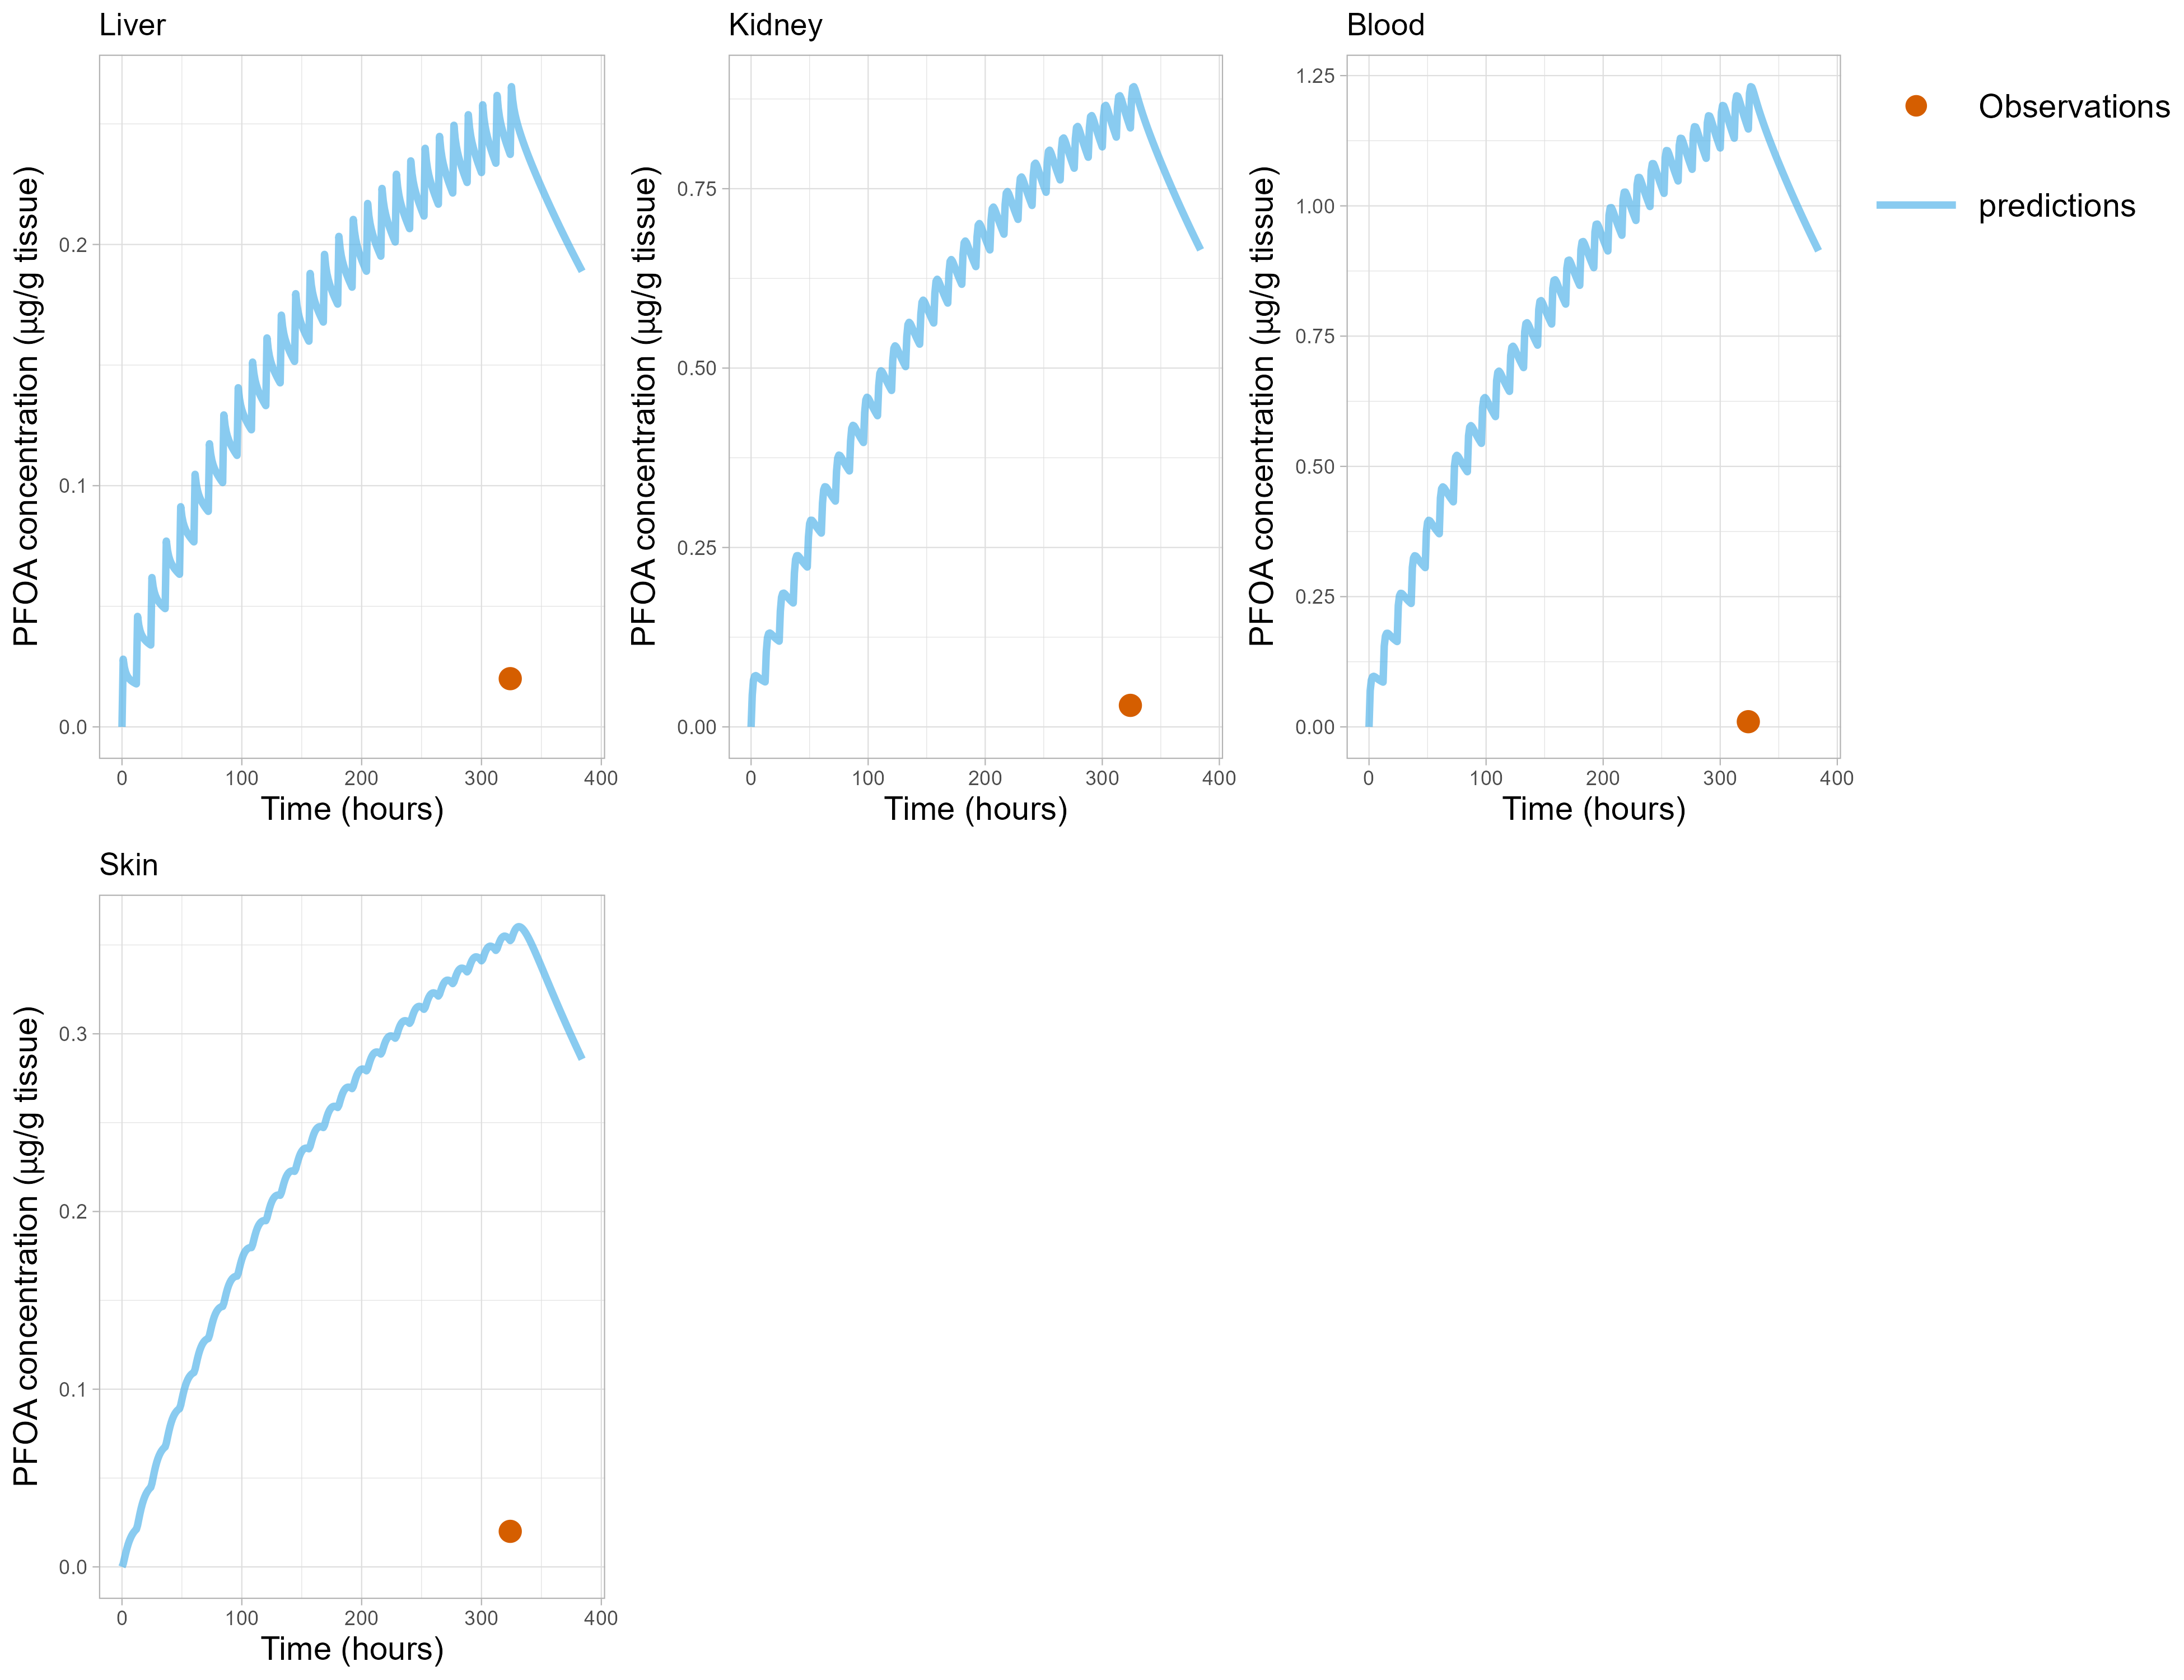 Liver
PFOA concentration (µg/g tissue)
0.2
0.1
0.0
0 100 200 300 400
Time (hours)
Kidney
PFOA concentration (µg/g tissue)
0.75
0.50
0.25
0.00
0 100 200 300 400
Time (hours)
Blood
PFOA concentration (µg/g tissue)
1.25
1.00
0.75
0.50
0.25
0.00
0 100 200 300 400
Time (hours)
Observations
predictions
Skin
PFOA concentration (µg/g tissue)
0.3
0.2
0.1
0.0
0 100 200 300 400
Time (hours)